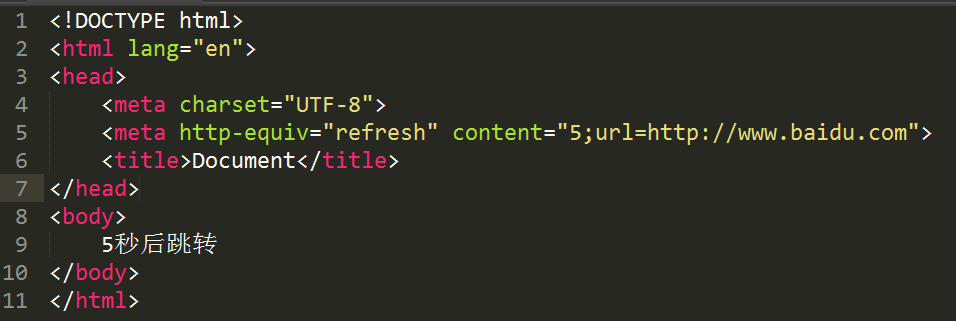 1 <!DOCTYPE html>
2 <html lang="en">
3 <head>
4     <meta charset="UTF-8">
5     <meta http-equiv="refresh" content="5;url=http://www.baidu.com">
6     <title>Document</title>
7 </head>
8 <body>
9     5秒后跳转
10 </body>
11 </html>